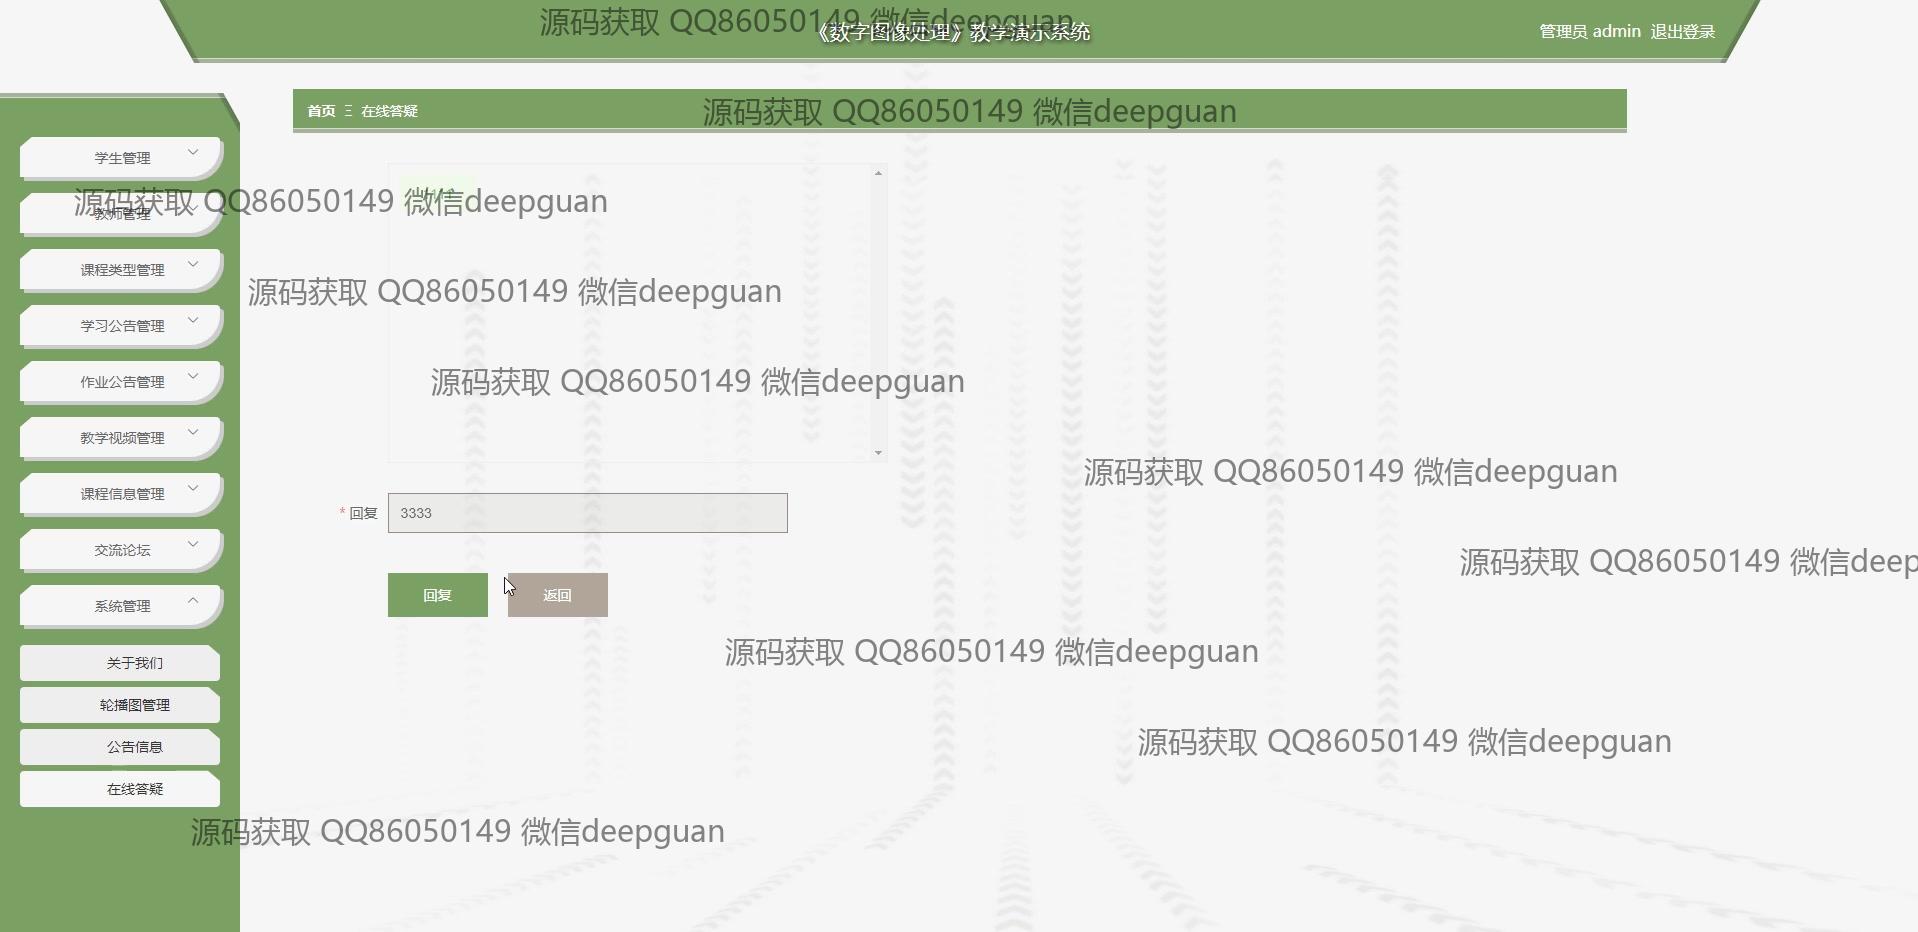 源码获取 QQ86050149 微信deepguan
《数字图像处理》教学演示系统
管理员 admin 退出登录
首页 Ξ 在线答疑
源码获取 QQ86050149 微信deepguan
学生管理
源码获取 QQ86050149 微信deepguan
教师管理
课程类型管理
源码获取 QQ86050149 微信deepguan
学习公告管理
作业公告管理
源码获取 QQ86050149 微信deepguan
教学视频管理
源码获取 QQ86050149 微信deepguan
课程信息管理
* 回复 3333
交流论坛
源码获取 QQ86050149 微信deep
系统管理
回复 返回
源码获取 QQ86050149 微信deepguan
关于我们
轮播图管理
源码获取 QQ86050149 微信deepguan
公告信息
在线答疑
源码获取 QQ86050149 微信deepguan